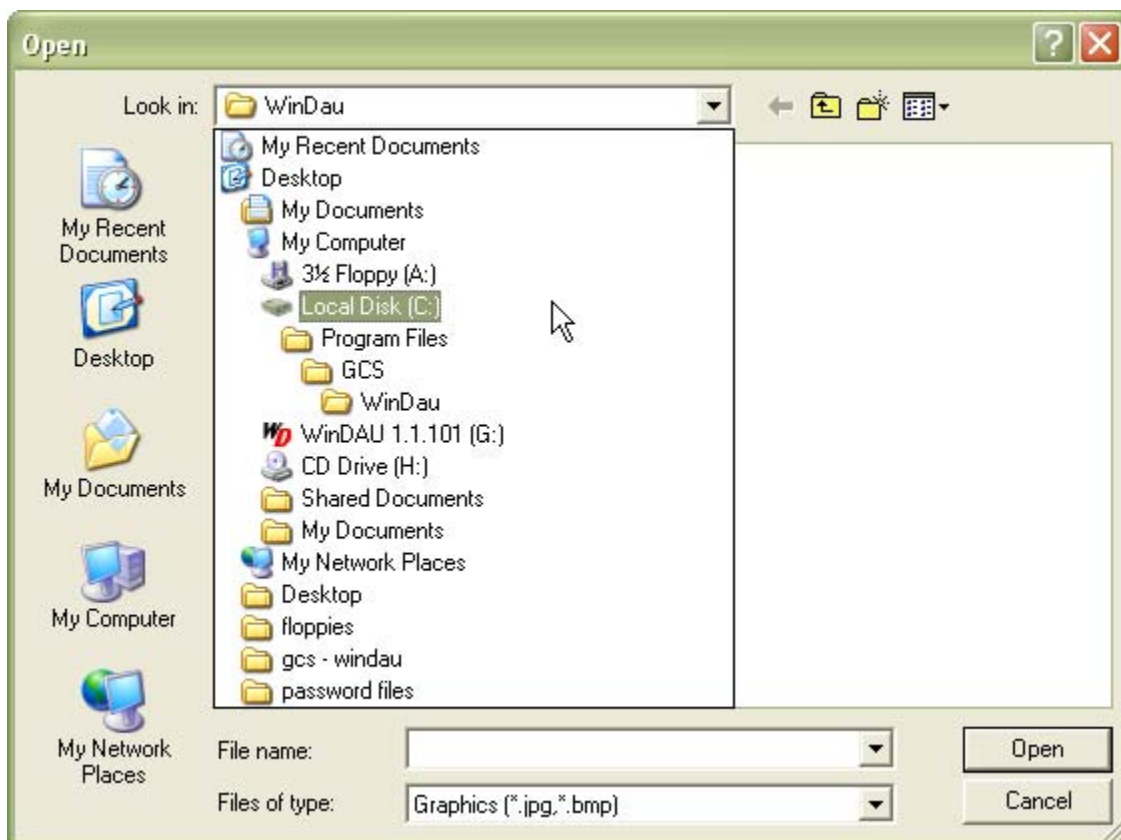 Open
Look in: WinDau
My Recent Documents
Desktop
My Documents
My Computer
3½ Floppy (A:)
Local Disk (C:)
Program Files
GCS
WinDau
WinDAU 1.1.101 (G:)
CD Drive (H:)
Shared Documents
My Documents
My Network Places
Desktop
floppies
gcs - windau
password files
My Recent
Documents
Desktop
My Documents
My Computer
My Network
Places
File name:
Open
Files of type: Graphics (*.jpg,*.bmp)
Cancel